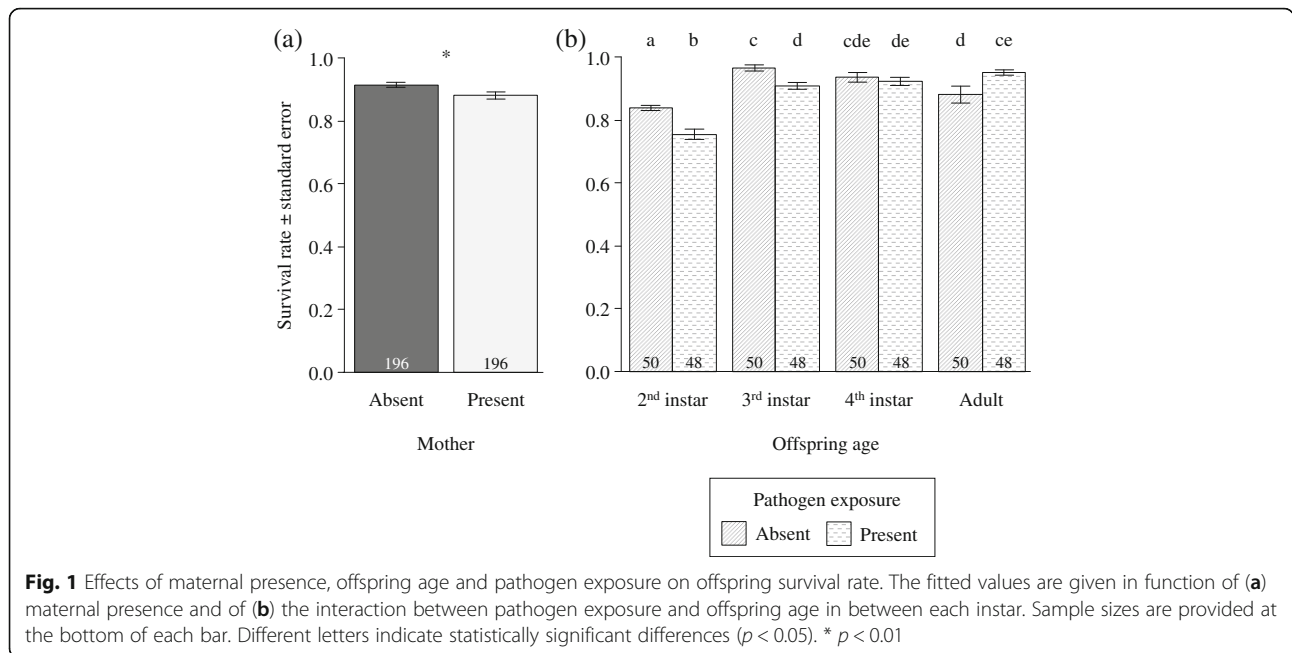 (a)
*
Survival rate ± standard error
1.0
0.8
0.6
0.4
0.2
0.0
196 196
Absent Present
Mother
(b)
a b c d cde de d ce
1.0
0.8
0.6
0.4
0.2
0.0
50 48 50 48 50 48 50 48
2nd instar 3rd instar 4th instar Adult
Offspring age
Pathogen exposure
Absent Present
Fig. 1 Effects of maternal presence, offspring age and pathogen exposure on offspring survival rate. The fitted values are given in function of (a)
maternal presence and of (b) the interaction between pathogen exposure and offspring age in between each instar. Sample sizes are provided at
the bottom of each bar. Different letters indicate statistically significant differences (p < 0.05). * p < 0.01